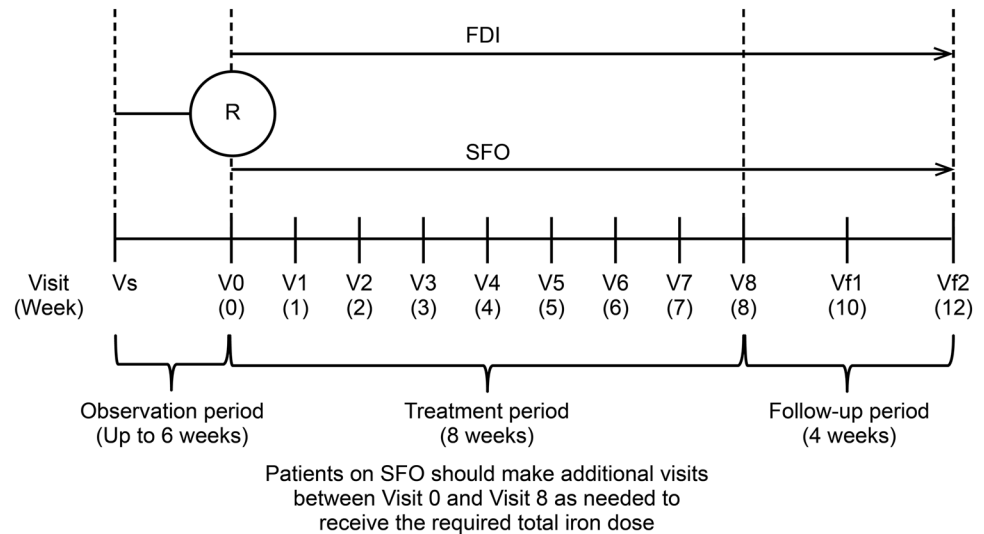 FDI
R
SFO
Visit Vs V0 V1 V2 V3 V4 V5 V6 V7 V8 Vf1 Vf2
(Week) (0) (1) (2) (3) (4) (5) (6) (7) (8) (10) (12)
Observation period
(Up to 6 weeks)
Treatment period
(8 weeks)
Follow-up period
(4 weeks)
Patients on SFO should make additional visits
between Visit 0 and Visit 8 as needed to
receive the required total iron dose